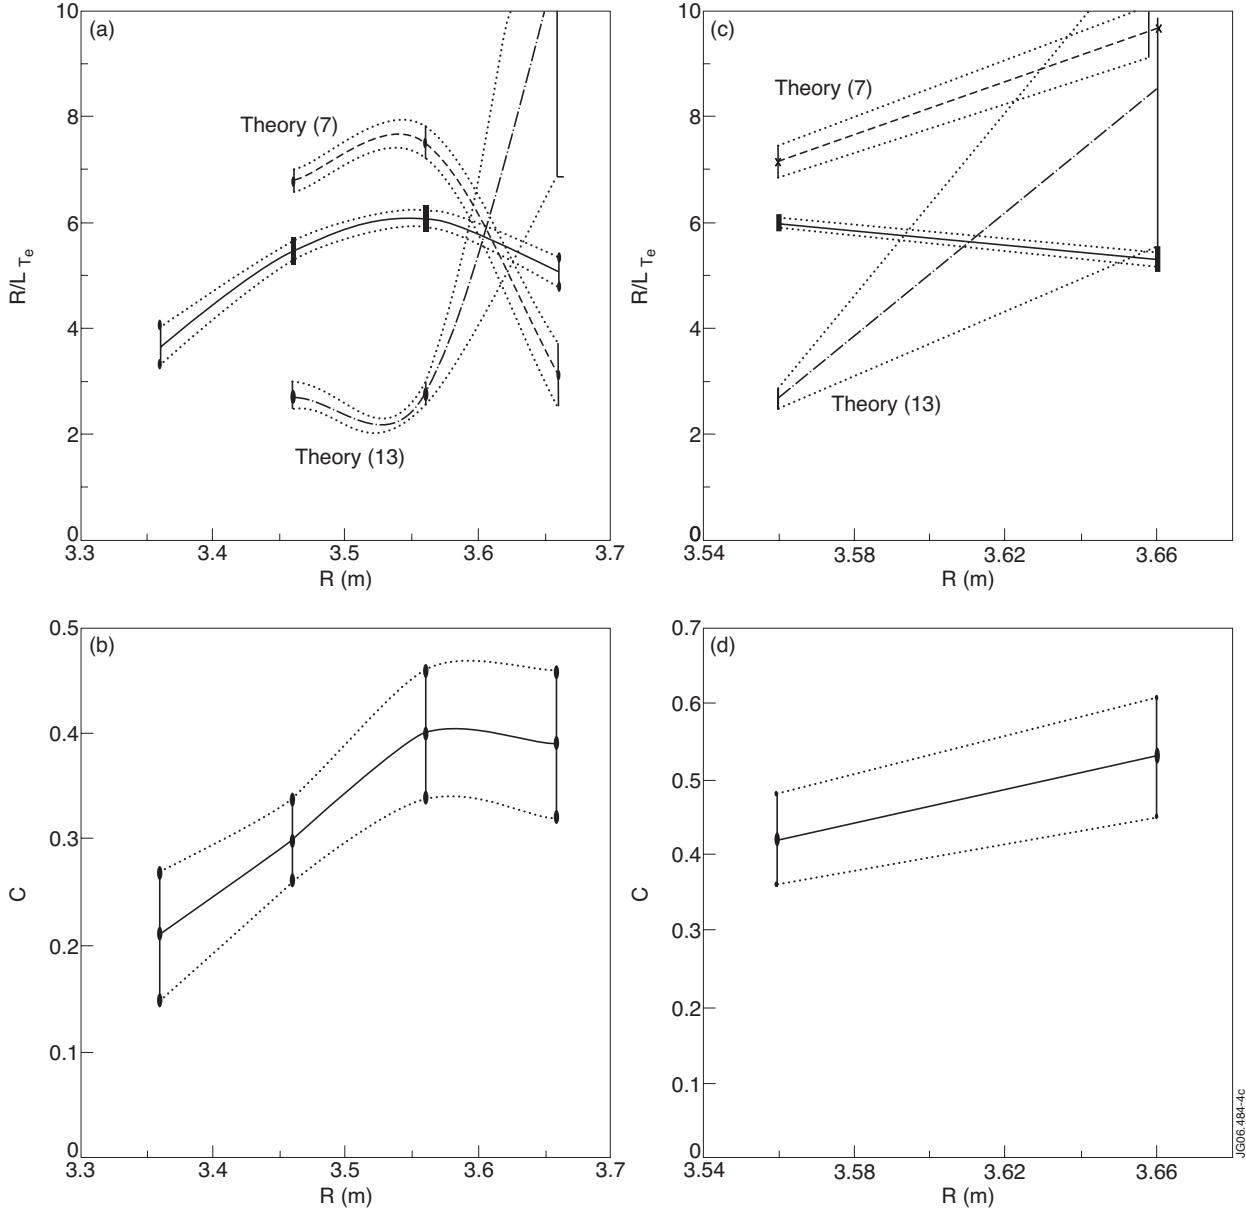 (a)
10
8
6
4
2
0
R/L Te
Theory (7)
Theory (13)
3.3 3.4 3.5 3.6 3.7
R (m)
(c)
10
8
6
4
2
0
R/L Te
Theory (7)
Theory (13)
3.54 3.58 3.62 3.66
R (m)
(b)
0.5
0.4
0.3
0.2
0.1
0
C
3.3 3.4 3.5 3.6 3.7
R (m)
(d)
0.7
0.6
0.5
0.4
0.3
0.2
0.1
0
C
3.54 3.58 3.62 3.66
R (m)
JG06.484-4c